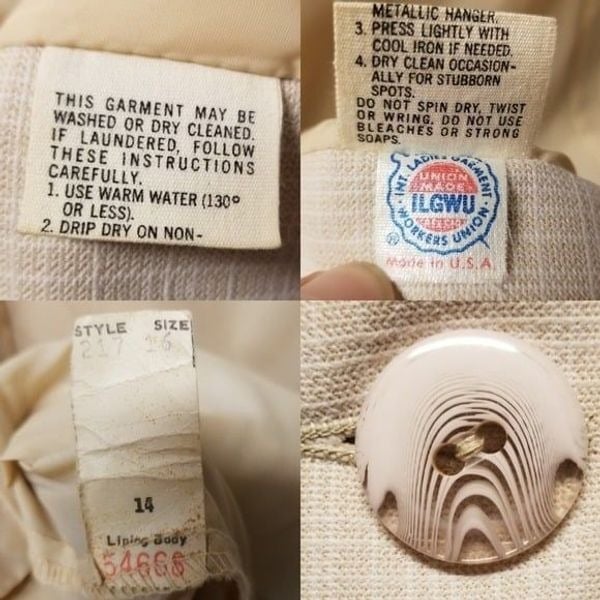 THIS GARMENT MAY BE
WASHED OR DRY CLEANED.
IF LAUNDERED, FOLLOW
THESE INSTRUCTIONS
CAREFULLY.
1. USE WARM WATER (130°
OR LESS).
2. DRIP DRY ON NON-
METALLIC HANGER.
3. PRESS LIGHTLY WITH
COOL IRON IF NEEDED.
4. DRY CLEAN OCCASION-
ALLY FOR STUBBORN
SPOTS.
DO NOT SPIN DRY, TWIST
OR WRING. DO NOT USE
BLEACHES OR STRONG
SOAPS.
INT. LADIES GARMENT
WORKERS UNION
UNION
MADE
ILGWU
AFL CIO
®
Made in U.S.A
STYLE SIZE
217 16
14
Lining Body
54668